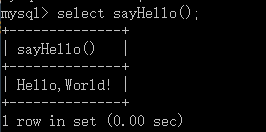 mysql> select sayHello();
+--------------+
| sayHello()   |
+--------------+
| Hello,World! |
+--------------+
1 row in set (0.00 sec)